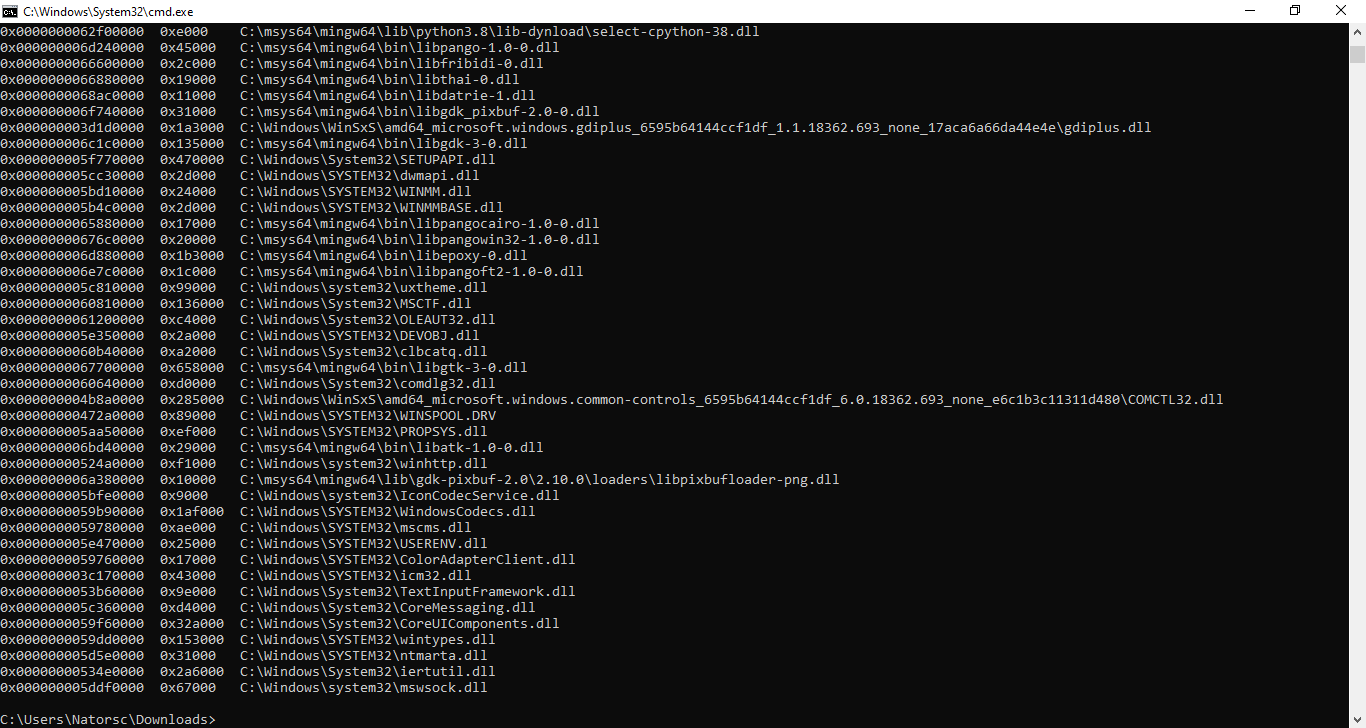 C:\Windows\System32\cmd.exe
0x0000000062f00000 0xe000 C:\msys64\mingw64\lib\python3.8\lib-dynload\select-cpython-38.dll
0x000000006d240000 0x45000 C:\msys64\mingw64\bin\libpango-1.0-0.dll
0x0000000066600000 0x2c000 C:\msys64\mingw64\bin\libfribidi-0.dll
0x0000000066880000 0x19000 C:\msys64\mingw64\bin\libthai-0.dll
0x0000000068ac0000 0x11000 C:\msys64\mingw64\bin\libdatrie-1.dll
0x000000006f740000 0x31000 C:\msys64\mingw64\bin\libgdk_pixbuf-2.0-0.dll
0x000000003d1d0000 0x1a3000 C:\Windows\WinSxS\amd64_microsoft.windows.gdiplus_6595b64144ccf1df_1.1.18362.693_none_17aca6a66da44e4e\gdiplus.dll
0x000000006c1c0000 0x135000 C:\msys64\mingw64\bin\libgdk-3-0.dll
0x000000005f770000 0x470000 C:\Windows\System32\SETUPAPI.dll
0x000000005cc30000 0x2d000 C:\Windows\SYSTEM32\dwmapi.dll
0x000000005bd10000 0x24000 C:\Windows\SYSTEM32\WINMM.dll
0x000000005b4c0000 0x2d000 C:\Windows\SYSTEM32\WINMMBASE.dll
0x0000000065880000 0x17000 C:\msys64\mingw64\bin\libpangocairo-1.0-0.dll
0x00000000676c0000 0x20000 C:\msys64\mingw64\bin\libpangowin32-1.0-0.dll
0x000000006d880000 0x1b3000 C:\msys64\mingw64\bin\libepoxy-0.dll
0x000000006e7c0000 0x1c000 C:\msys64\mingw64\bin\libpangoft2-1.0-0.dll
0x000000005c810000 0x99000 C:\Windows\system32\uxtheme.dll
0x0000000060810000 0x136000 C:\Windows\System32\MSCTF.dll
0x0000000061200000 0xc4000 C:\Windows\System32\OLEAUT32.dll
0x000000005e350000 0x2a000 C:\Windows\SYSTEM32\DEVOBJ.dll
0x0000000060b40000 0xa2000 C:\Windows\System32\clbcatq.dll
0x0000000067700000 0x658000 C:\msys64\mingw64\bin\libgtk-3-0.dll
0x0000000060640000 0xd0000 C:\Windows\System32\comdlg32.dll
0x000000004b8a0000 0x285000 C:\Windows\WinSxS\amd64_microsoft.windows.common-controls_6595b64144ccf1df_6.0.18362.693_none_e6c1b3c11311d480\COMCTL32.dll
0x00000000472a0000 0x89000 C:\Windows\SYSTEM32\WINSPOOL.DRV
0x000000005aa50000 0xef000 C:\Windows\SYSTEM32\PROPSYS.dll
0x000000006bd40000 0x29000 C:\msys64\mingw64\bin\libatk-1.0-0.dll
0x00000000524a0000 0xf1000 C:\Windows\system32\winhttp.dll
0x000000006a380000 0x10000 C:\msys64\mingw64\lib\gdk-pixbuf-2.0\2.10.0\loaders\libpixbufloader-png.dll
0x000000005bfe0000 0x9000 C:\Windows\system32\IconCodecService.dll
0x0000000059b90000 0x1af000 C:\Windows\SYSTEM32\WindowsCodecs.dll
0x0000000059780000 0xae000 C:\Windows\SYSTEM32\mscms.dll
0x000000005e470000 0x25000 C:\Windows\SYSTEM32\USERENV.dll
0x0000000059760000 0x17000 C:\Windows\SYSTEM32\ColorAdapterClient.dll
0x000000003c170000 0x43000 C:\Windows\SYSTEM32\icm32.dll
0x0000000053b60000 0x9e000 C:\Windows\SYSTEM32\TextInputFramework.dll
0x000000005c360000 0xd4000 C:\Windows\System32\CoreMessaging.dll
0x0000000059f60000 0x32a000 C:\Windows\System32\CoreUIComponents.dll
0x0000000059dd0000 0x153000 C:\Windows\SYSTEM32\wintypes.dll
0x000000005d5e0000 0x31000 C:\Windows\SYSTEM32\ntmarta.dll
0x00000000534e0000 0x2a6000 C:\Windows\System32\iertutil.dll
0x000000005ddf0000 0x67000 C:\Windows\system32\mswsock.dll
C:\Users\Natorsc\Downloads>